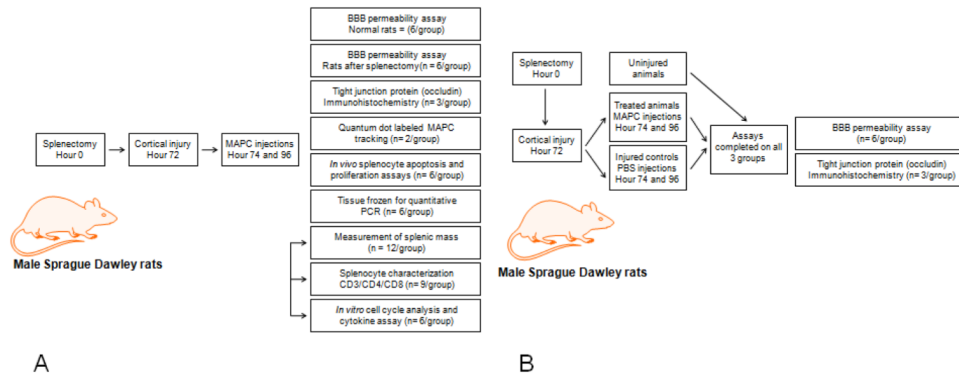 Splenectomy
Hour 0
Cortical injury
Hour 72
MAPC injections
Hour 74 and 96
Male Sprague Dawley rats
BBB permeability assay
Normal rats = (6/group)
BBB permeability assay
Rats after splenectomy(n = 6/group)
Tight junction protein (occludin)
Immunohistochemistry (n=3/group)
Quantum dot labeled MAPC
tracking (n=2/group)
In vivo splenocyte apoptosis and
proliferation assays (n= 6/group)
Tissue frozen for quantitative
PCR (n= 6/group)
Measurement of splenic mass
(n = 12/group)
Splenocyte characterization
CD3/CD4/CD8 (n= 9/group)
In vitro cell cycle analysis and
cytokine assay (n= 6/group)
A
Splenectomy
Hour 0
Uninjured
animals
Cortical injury
Hour 72
Treated animals
MAPC injections
Hour 74 and 96
Injured controls
PBS injections
Hour 74 and 96
Assays
completed on all
3 groups
BBB permeability assay
(n=6/group)
Tight junction protein (occludin)
Immunohistochemistry (n=3/group)
Male Sprague Dawley rats
B